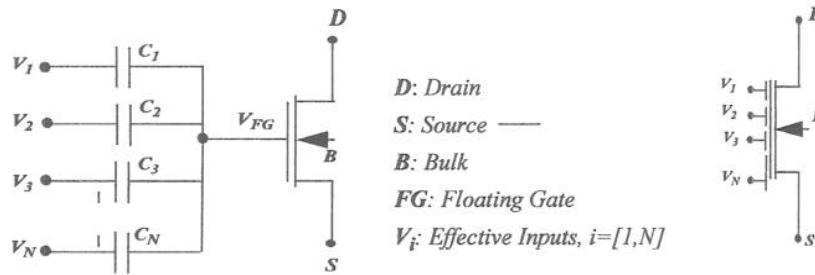 D
V1 C1
V2 C2
VFG
B
V3 C3
VN CN
S
D: Drain
S: Source —
B: Bulk
FG: Floating Gate
Vi: Effective Inputs, i=[1,N]
V1
V2
V3
VN
S